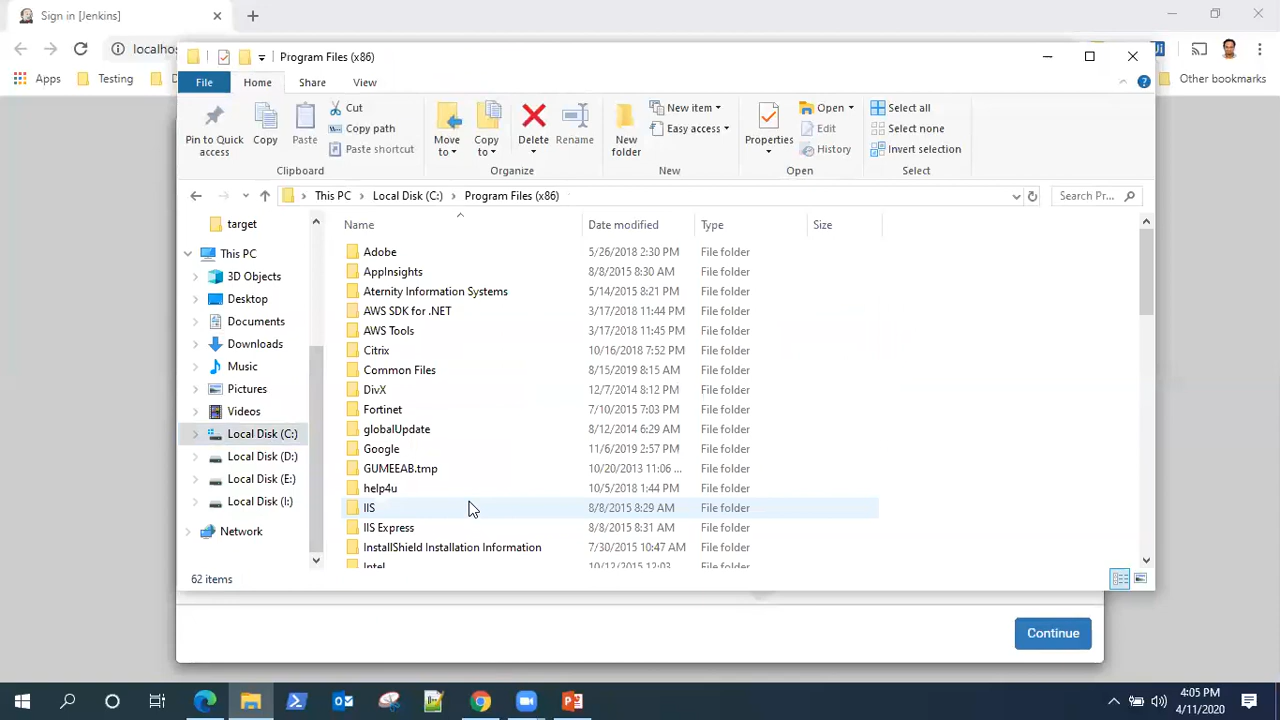 Sign in [Jenkins]
localhos
Apps
Testing
D
Other bookmarks
Program Files (x86)
File
Home
Share
View
Pin to Quick access
Copy
Paste
Cut
Copy path
Paste shortcut
Clipboard
Move to
Copy to
Delete
Rename
Organize
New folder
New item
Easy access
New
Properties
Open
Edit
History
Open
Select all
Select none
Invert selection
Select
This PC > Local Disk (C:) > Program Files (x86)
Search Pr...
target
This PC
3D Objects
Desktop
Documents
Downloads
Music
Pictures
Videos
Local Disk (C:)
Local Disk (D:)
Local Disk (E:)
Local Disk (I:)
Network
Name Date modified Type Size
Adobe 5/26/2018 2:30 PM File folder
AppInsights 8/8/2015 8:30 AM File folder
Aternity Information Systems 5/14/2015 8:21 PM File folder
AWS SDK for .NET 3/17/2018 11:44 PM File folder
AWS Tools 3/17/2018 11:45 PM File folder
Citrix 10/16/2018 7:52 PM File folder
Common Files 8/15/2019 8:15 AM File folder
DivX 12/7/2014 8:12 PM File folder
Fortinet 7/10/2015 7:03 PM File folder
globalUpdate 8/12/2014 6:29 AM File folder
Google 11/6/2019 2:57 PM File folder
GUMEEAB.tmp 10/20/2013 11:06 ... File folder
help4u 10/5/2018 1:44 PM File folder
IIS 8/8/2015 8:29 AM File folder
IIS Express 8/8/2015 8:31 AM File folder
InstallShield Installation Information 7/30/2015 10:47 AM File folder
Intel 10/12/2015 12:03 File folder
62 items
Continue
4:05 PM
4/11/2020